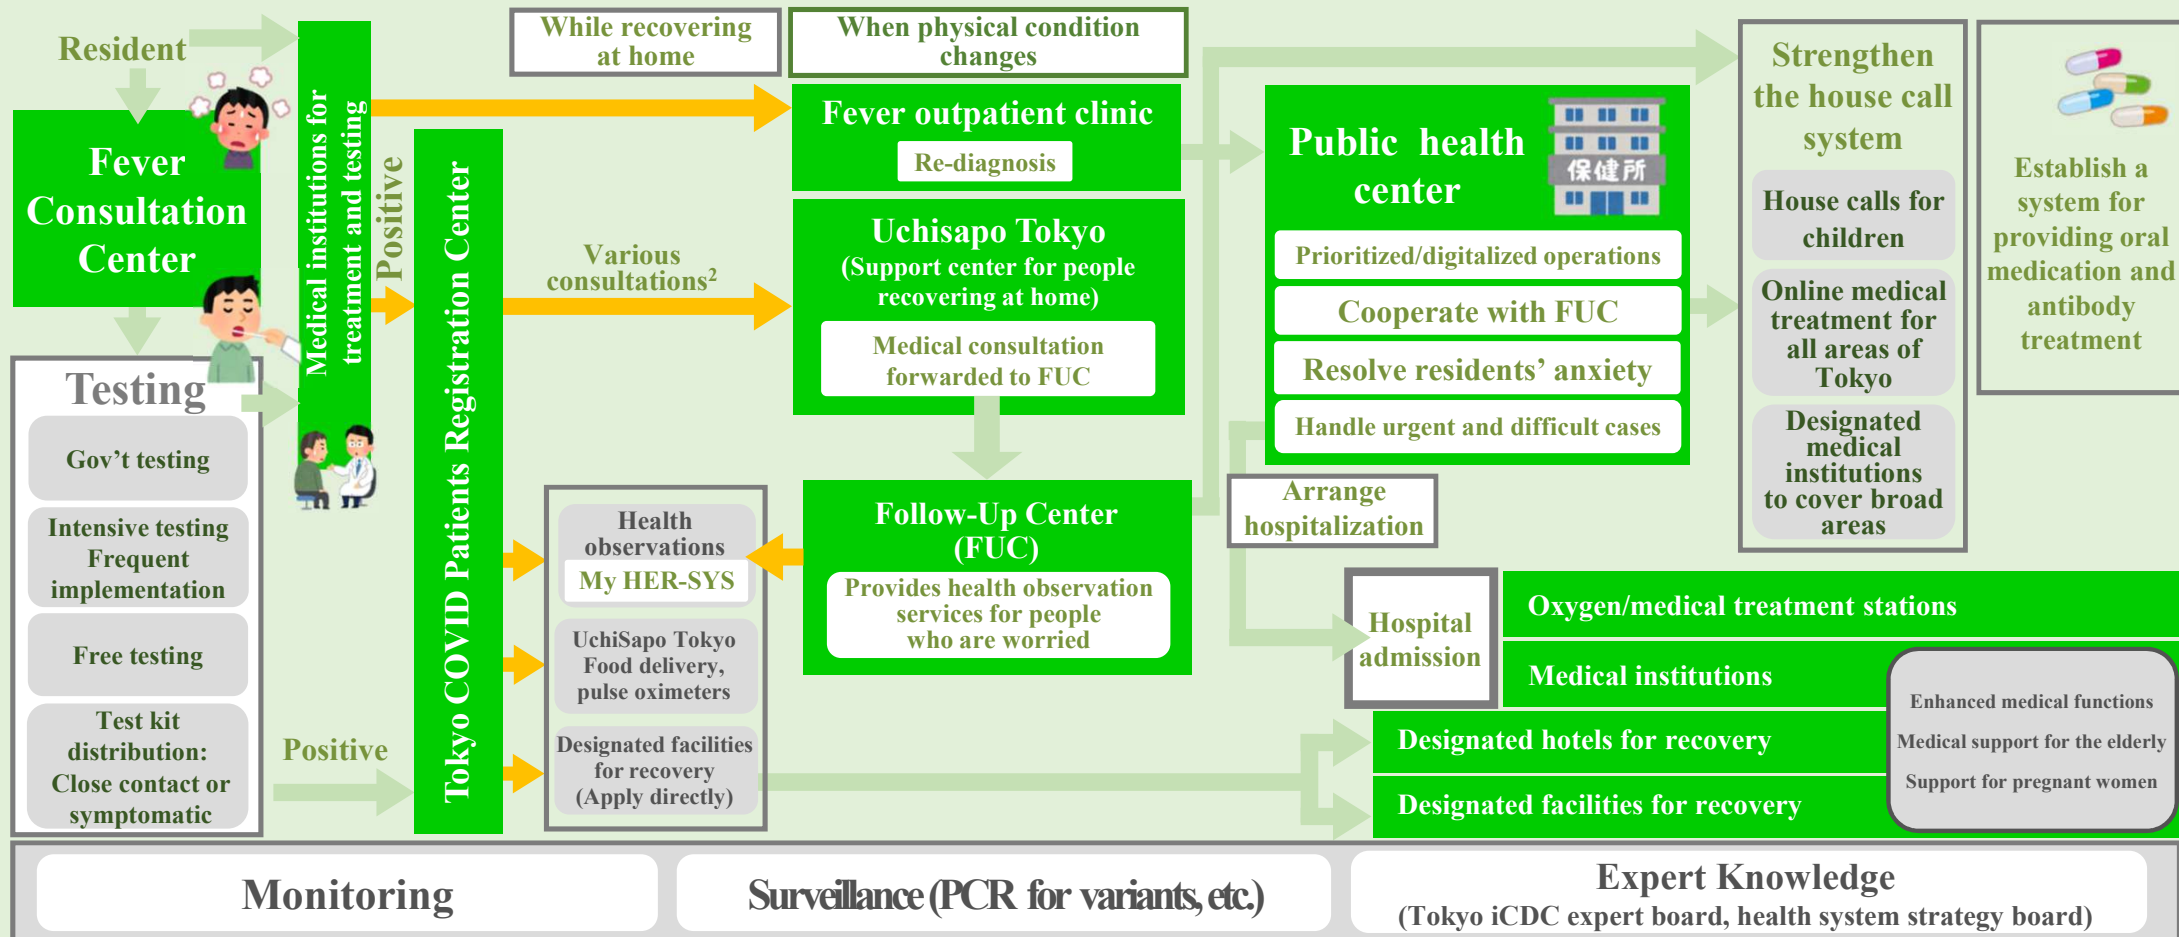 Resident
Fever
Consultation
Center
Testing
Gov’t testing
Intensive testing
Frequent
implementation
Free testing
Test kit
distribution:
Close contact or
symptomatic
Medical institutions for
treatment and testing
Positive
Positive
Tokyo COVID Patients Registration Center
While recovering
at home
When physical condition
changes
Fever outpatient clinic
Re-diagnosis
Various
consultations²
Uchisapo Tokyo
(Support center for people
recovering at home)
Medical consultation
forwarded to FUC
Health
observations
My HER-SYS
UchiSapo Tokyo
Food delivery,
pulse oximeters
Designated facilities
for recovery
(Apply directly)
Follow-Up Center
(FUC)
Provides health observation
services for people
who are worried
Public health
center
保健所
Prioritized/digitalized operations
Cooperate with FUC
Resolve residents’ anxiety
Handle urgent and difficult cases
Arrange
hospitalization
Hospital
admission
Strengthen
the house call
system
House calls for
children
Online medical
treatment for
all areas of
Tokyo
Designated
medical
institutions
to cover broad
areas
Establish a
system for
providing oral
medication and
antibody
treatment
Oxygen/medical treatment stations
Medical institutions
Designated hotels for recovery
Designated facilities for recovery
Enhanced medical functions
Medical support for the elderly
Support for pregnant women
Monitoring
Surveillance (PCR for variants, etc.)
Expert Knowledge
(Tokyo iCDC expert board, health system strategy board)